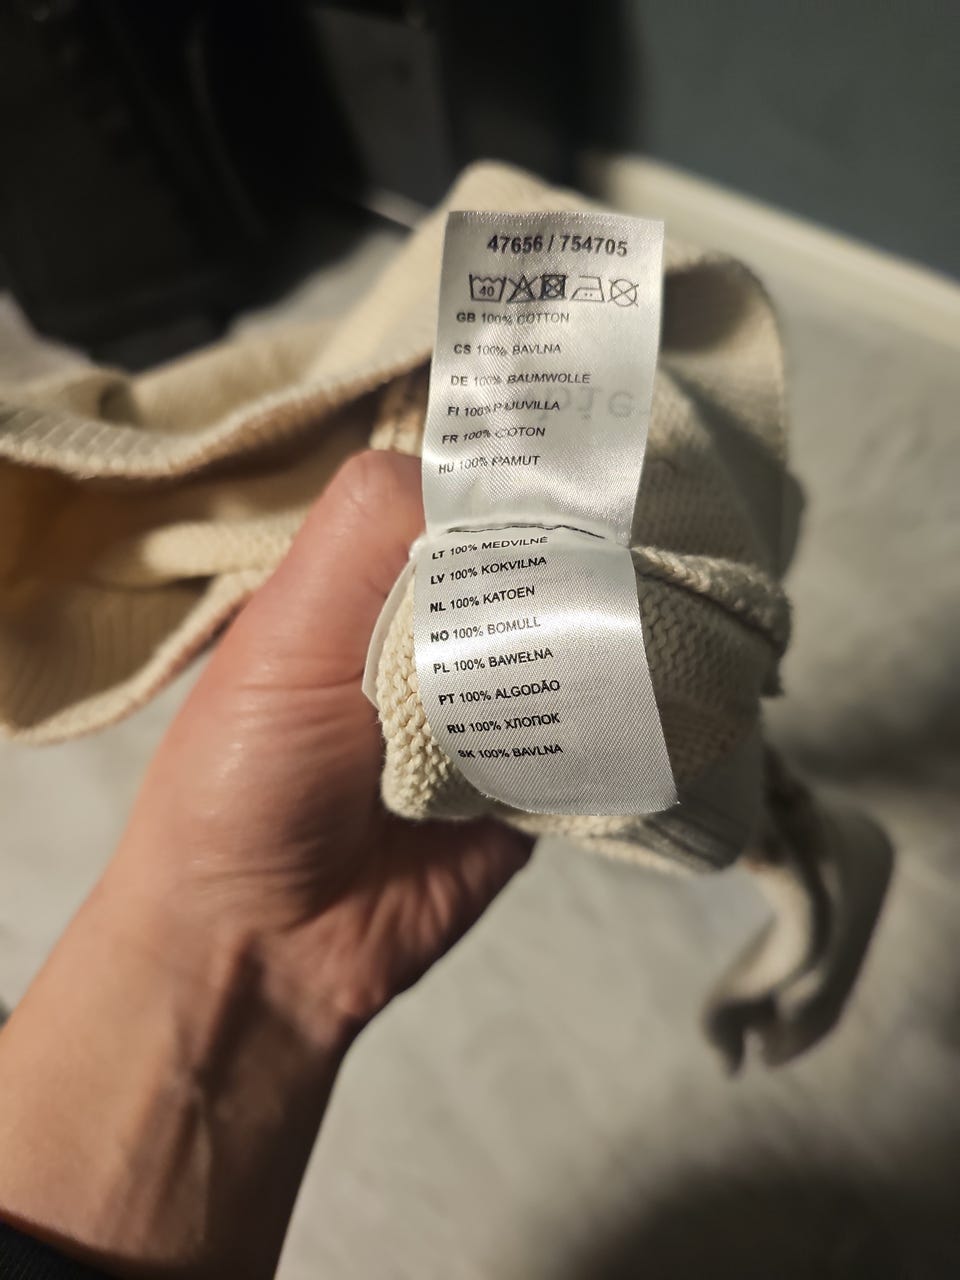 47656 / 754705
40
GB 100% COTTON
CS 100% BAVLNA
DE 100% BAUMWOLLE
FI 100% PUUVILLA
FR 100% COTON
HU 100% PAMUT
LT 100% MEDVILNĖ
LV 100% KOKVILNA
NL 100% KATOEN
NO 100% BOMULL
PL 100% BAWEŁNA
PT 100% ALGODÃO
RU 100% ХЛОПОК
SK 100% BAVLNA